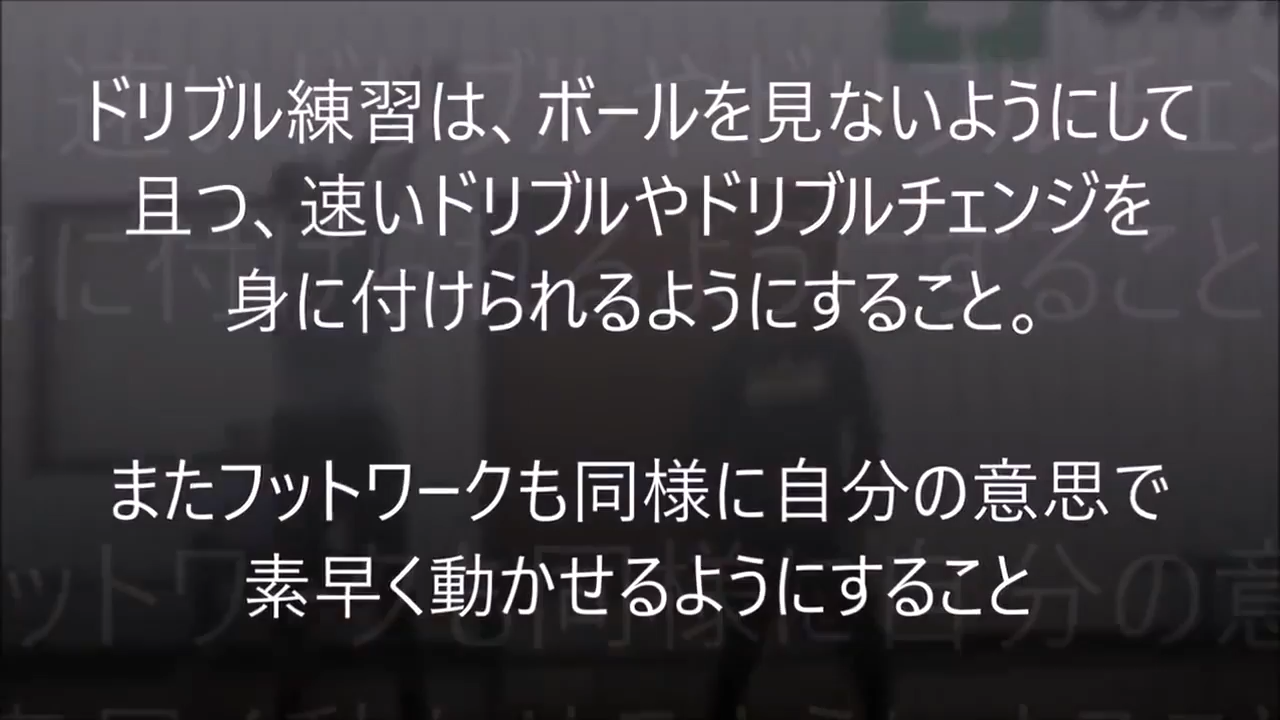 ドリブル練習は、ボールを見ないようにして
且つ、速いドリブルやドリブルチェンジを
身に付けられるようにすること。
またフットワークも同様に自分の意思で
素早く動かせるようにすること